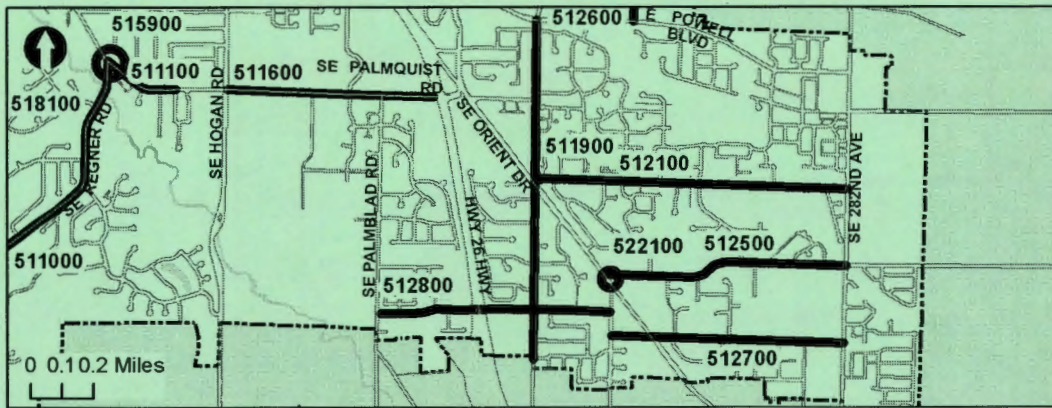 515900
512600
E POWELL
BLVD
511100
SE HOGAN RD
511600
SE PALMQUIST
RD
518100
SE REGNER RD
SE ORIENT DR
511900
512100
SE 282ND AVE
SE PALMBLAD RD
HWY 26 HWY
511000
522100
512500
512800
512700
0 0.1 0.2 Miles